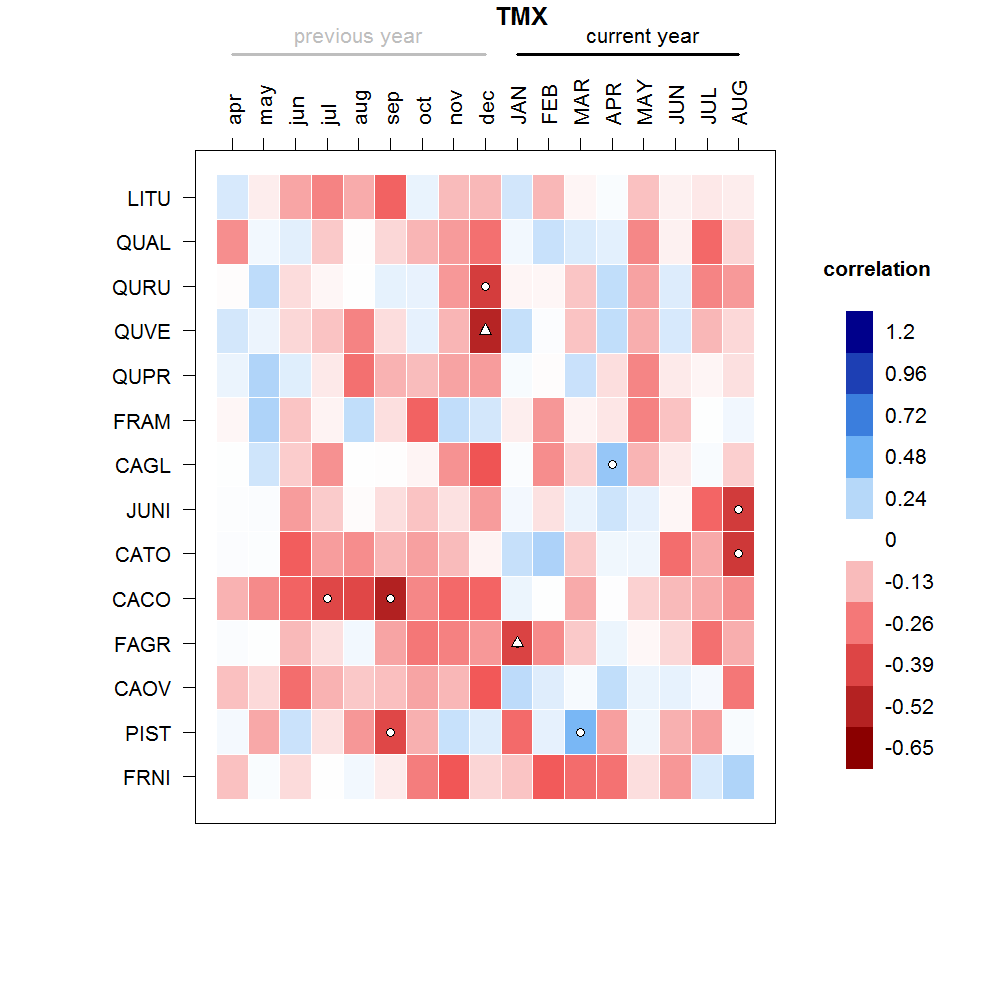 TMX
previous year current year
apr may jun jul aug sep oct nov dec JAN FEB MAR APR MAY JUN JUL AUG
LITU
QUAL
QURU
QUVE
QUPR
FRAM
CAGL
JUNI
CATO
CACO
FAGR
CAOV
PIST
FRNI
correlation
1.2
0.96
0.72
0.48
0.24
0
-0.13
-0.26
-0.39
-0.52
-0.65